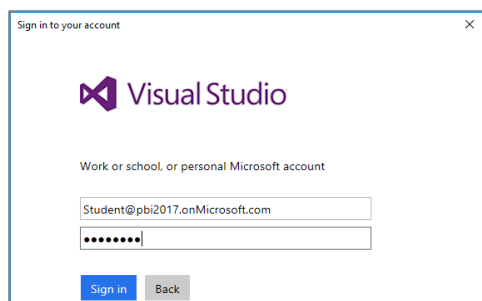 Sign in to your account
Visual Studio
Work or school, or personal Microsoft account
Student@pbi2017.onMicrosoft.com
●●●●●●●●
Sign in Back